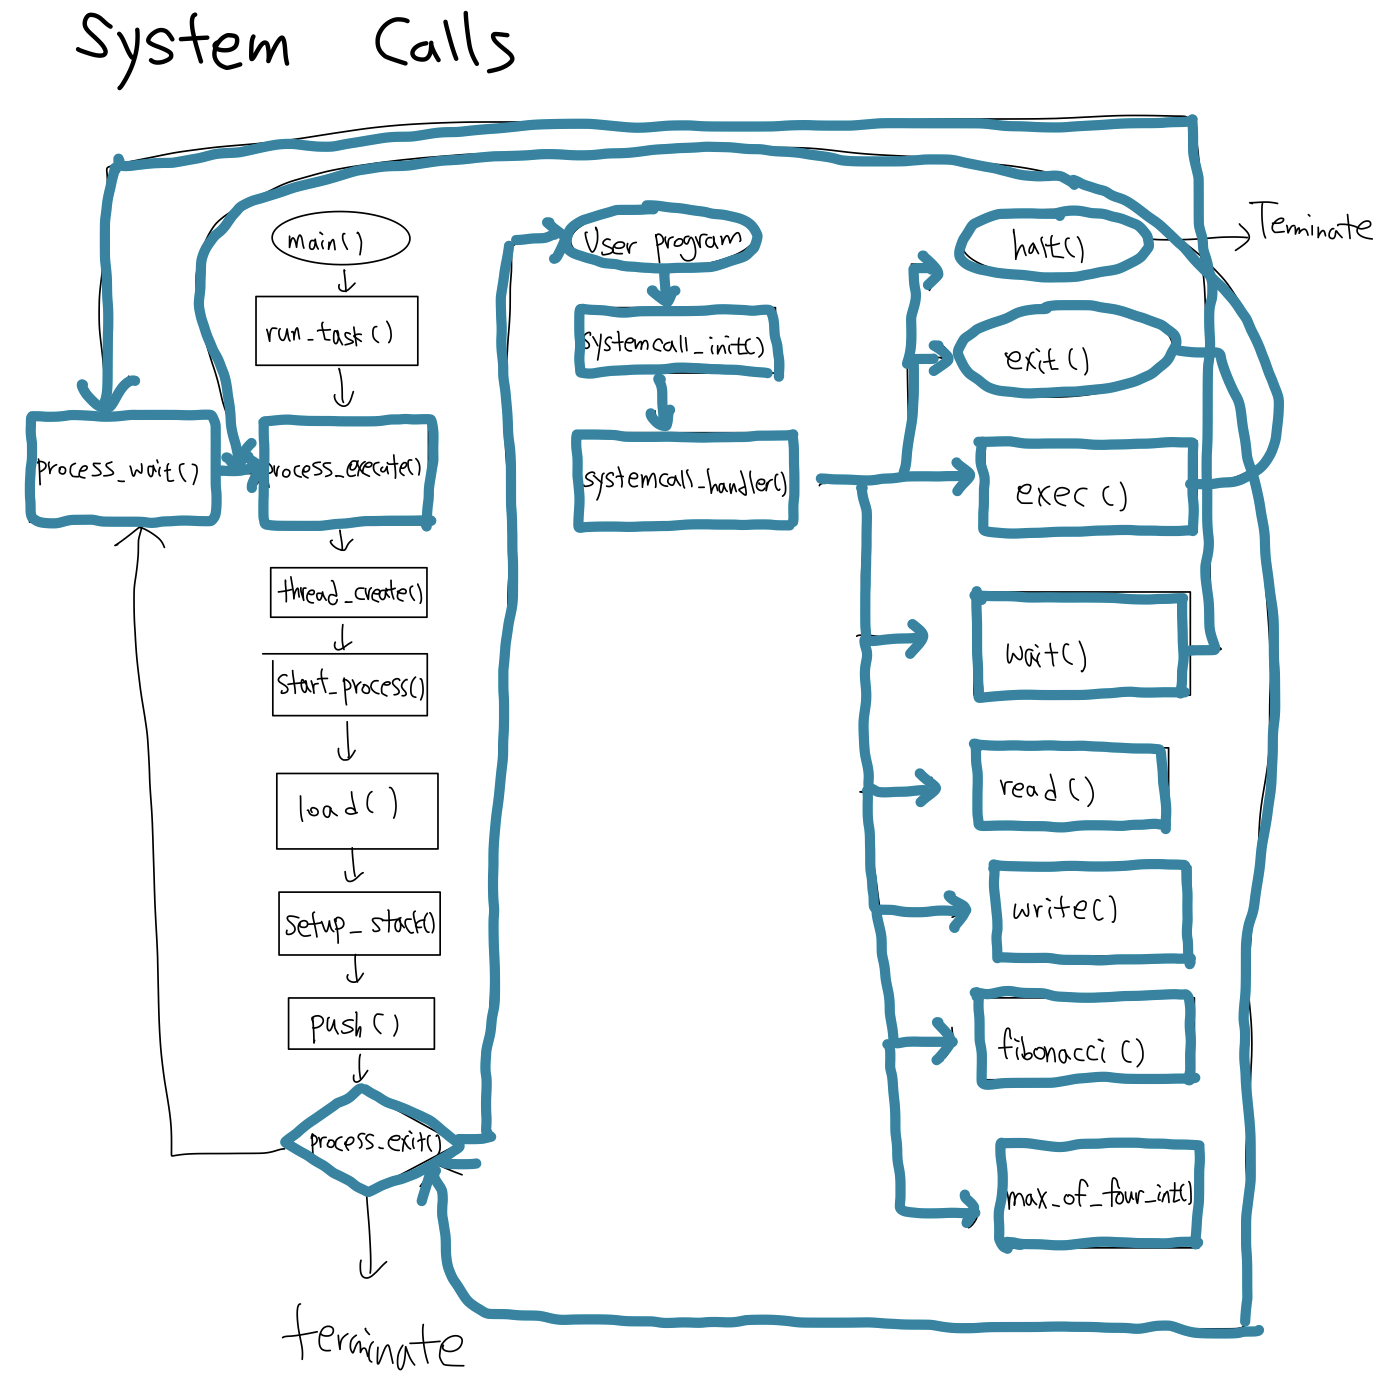 System Calls
main()
run_task()
process_wait()
process_execute()
thread_create()
start_process()
load()
setup_stack()
push()
process_exit()
terminate
User program
systemcall_init()
systemcall_handler()
halt()
Terminate
exit()
exec()
wait()
read()
write()
fibonacci()
max_of_four_int()